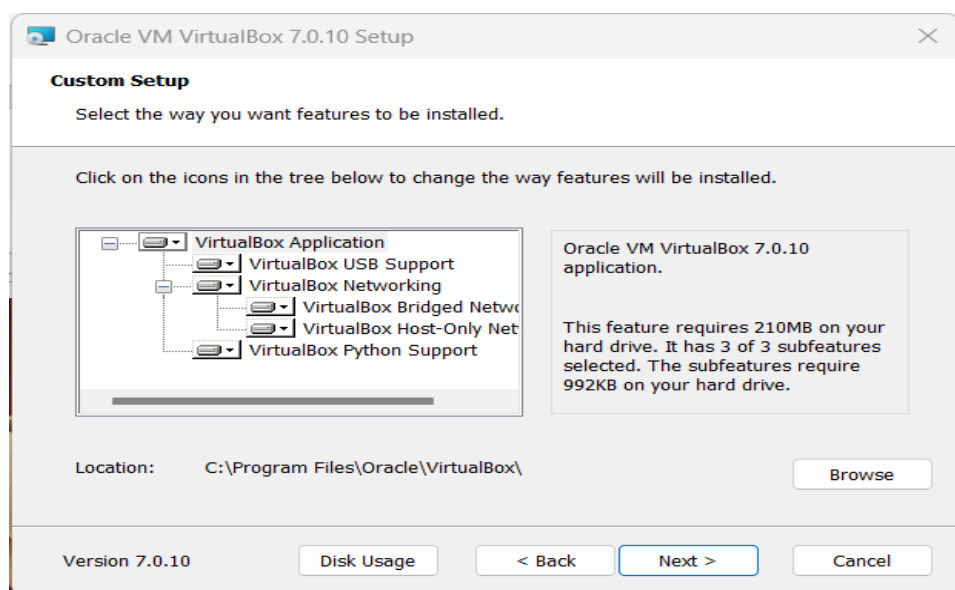 Oracle VM VirtualBox 7.0.10 Setup
Custom Setup
Select the way you want features to be installed.
Click on the icons in the tree below to change the way features will be installed.
VirtualBox Application
VirtualBox USB Support
VirtualBox Networking
VirtualBox Bridged Netwo
VirtualBox Host-Only Net
VirtualBox Python Support
Oracle VM VirtualBox 7.0.10
application.
This feature requires 210MB on your
hard drive. It has 3 of 3 subfeatures
selected. The subfeatures require
992KB on your hard drive.
Location: C:\Program Files\Oracle\VirtualBox\
Browse
Version 7.0.10 Disk Usage < Back Next > Cancel